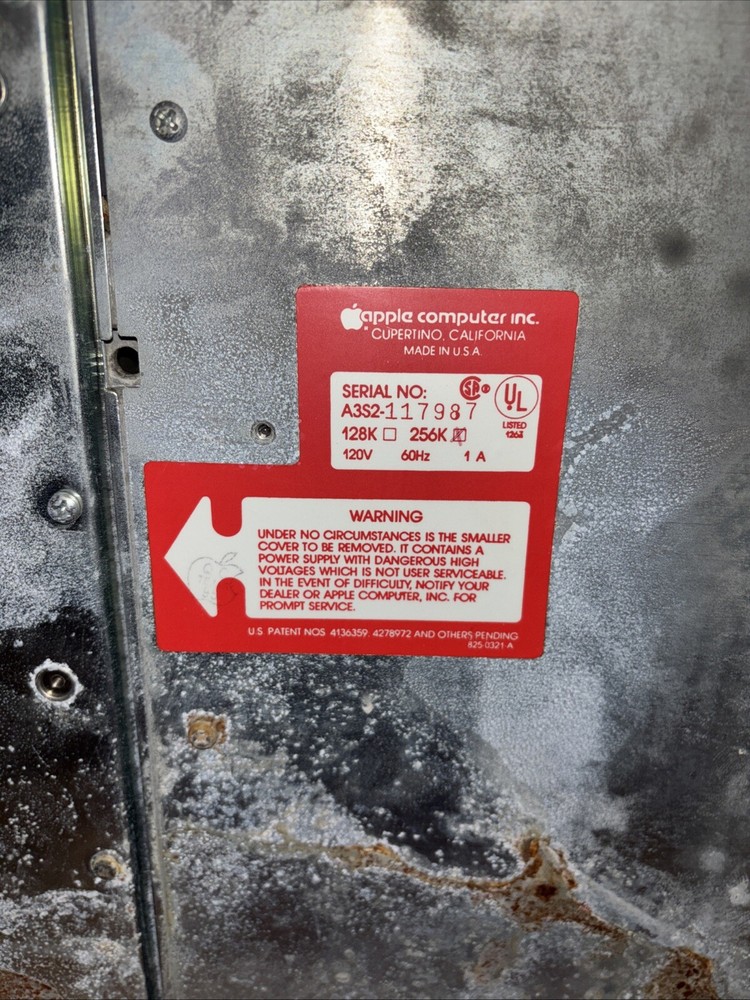 apple computer inc.
CUPERTINO, CALIFORNIA
MADE IN U.S.A.
SERIAL NO:
A3S2-117987
128K 256K
120V 60Hz 1 A
UL
LISTED
WARNING
UNDER NO CIRCUMSTANCES IS THE SMALLER
COVER TO BE REMOVED. IT CONTAINS A
POWER SUPPLY WITH DANGEROUS HIGH
VOLTAGES WHICH IS NOT USER SERVICEABLE.
IN THE EVENT OF DIFFICULTY, NOTIFY YOUR
DEALER OR APPLE COMPUTER, INC. FOR
PROMPT SERVICE.
U.S. PATENT NOS 4136359, 4278972 AND OTHERS PENDING
825-0321-A